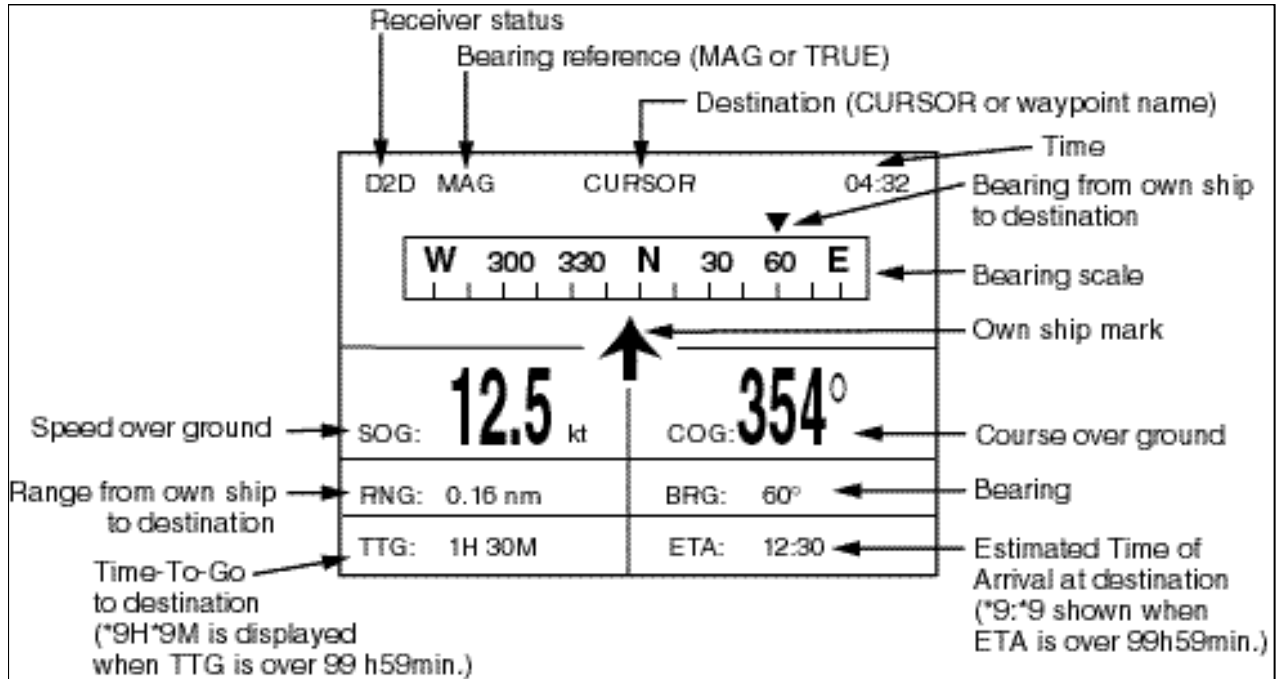 Receiver status
Bearing reference (MAG or TRUE)
Destination (CURSOR or waypoint name)
Time
D2D MAG CURSOR 04:32
Bearing from own ship
to destination
W 300 330 N 30 60 E
Bearing scale
Own ship mark
Speed over ground
SOG: 12.5 kt
COG: 354°
Course over ground
Range from own ship
to destination
RNG: 0.16 nm
BRG: 60°
Bearing
TTG: 1H 30M
ETA: 12:30
Time-To-Go
to destination
(*9H*9M is displayed
when TTG is over 99 h59min.)
Estimated Time of
Arrival at destination
(*9:*9 shown when
ETA is over 99h59min.)